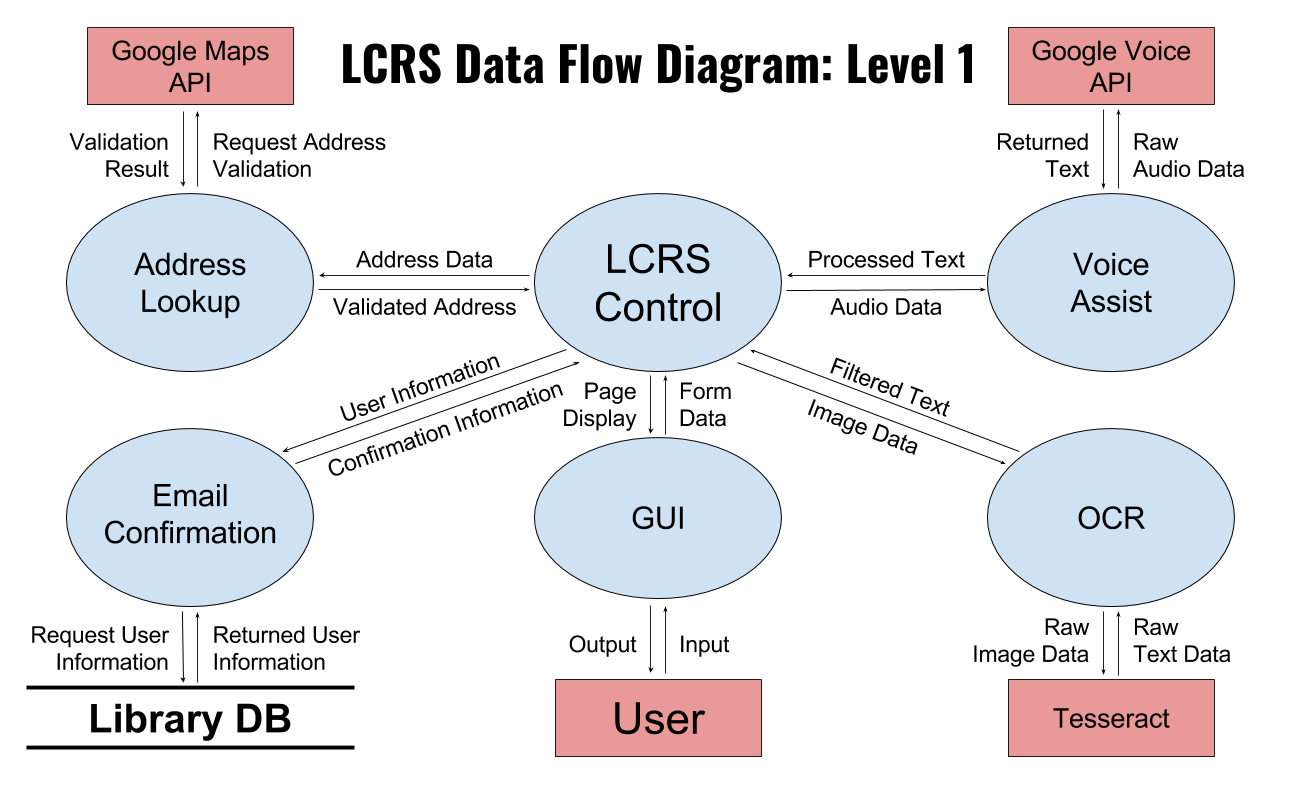 Google Maps
API
LCRS Data Flow Diagram: Level 1
Google Voice
API
Validation
Result
Request Address
Validation
Returned
Text
Raw
Audio Data
Address
Lookup
Address Data
Validated Address
LCRS
Control
Processed Text
Audio Data
Voice
Assist
User Information
Confirmation Information
Page
Display
Form
Data
Filtered Text
Image Data
Email
Confirmation
GUI
OCR
Request User
Information
Returned User
Information
Output
Input
Raw
Image Data
Raw
Text Data
Library DB
User
Tesseract